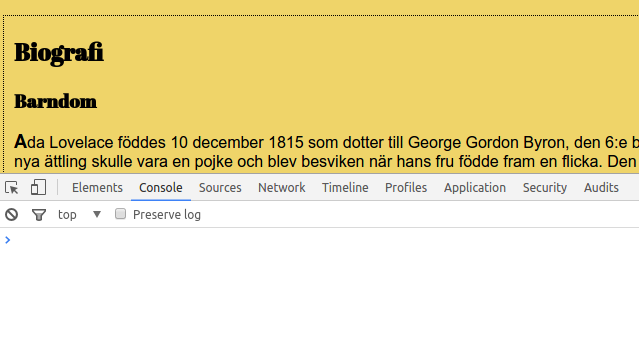 Biografi
Barndom
Ada Lovelace föddes 10 december 1815 som dotter till George Gordon Byron, den 6:e
nya ättling skulle vara en pojke och blev besviken när hans fru födde fram en flicka. Den
Elements Console Sources Network Timeline Profiles Application Security Audits
top Preserve log